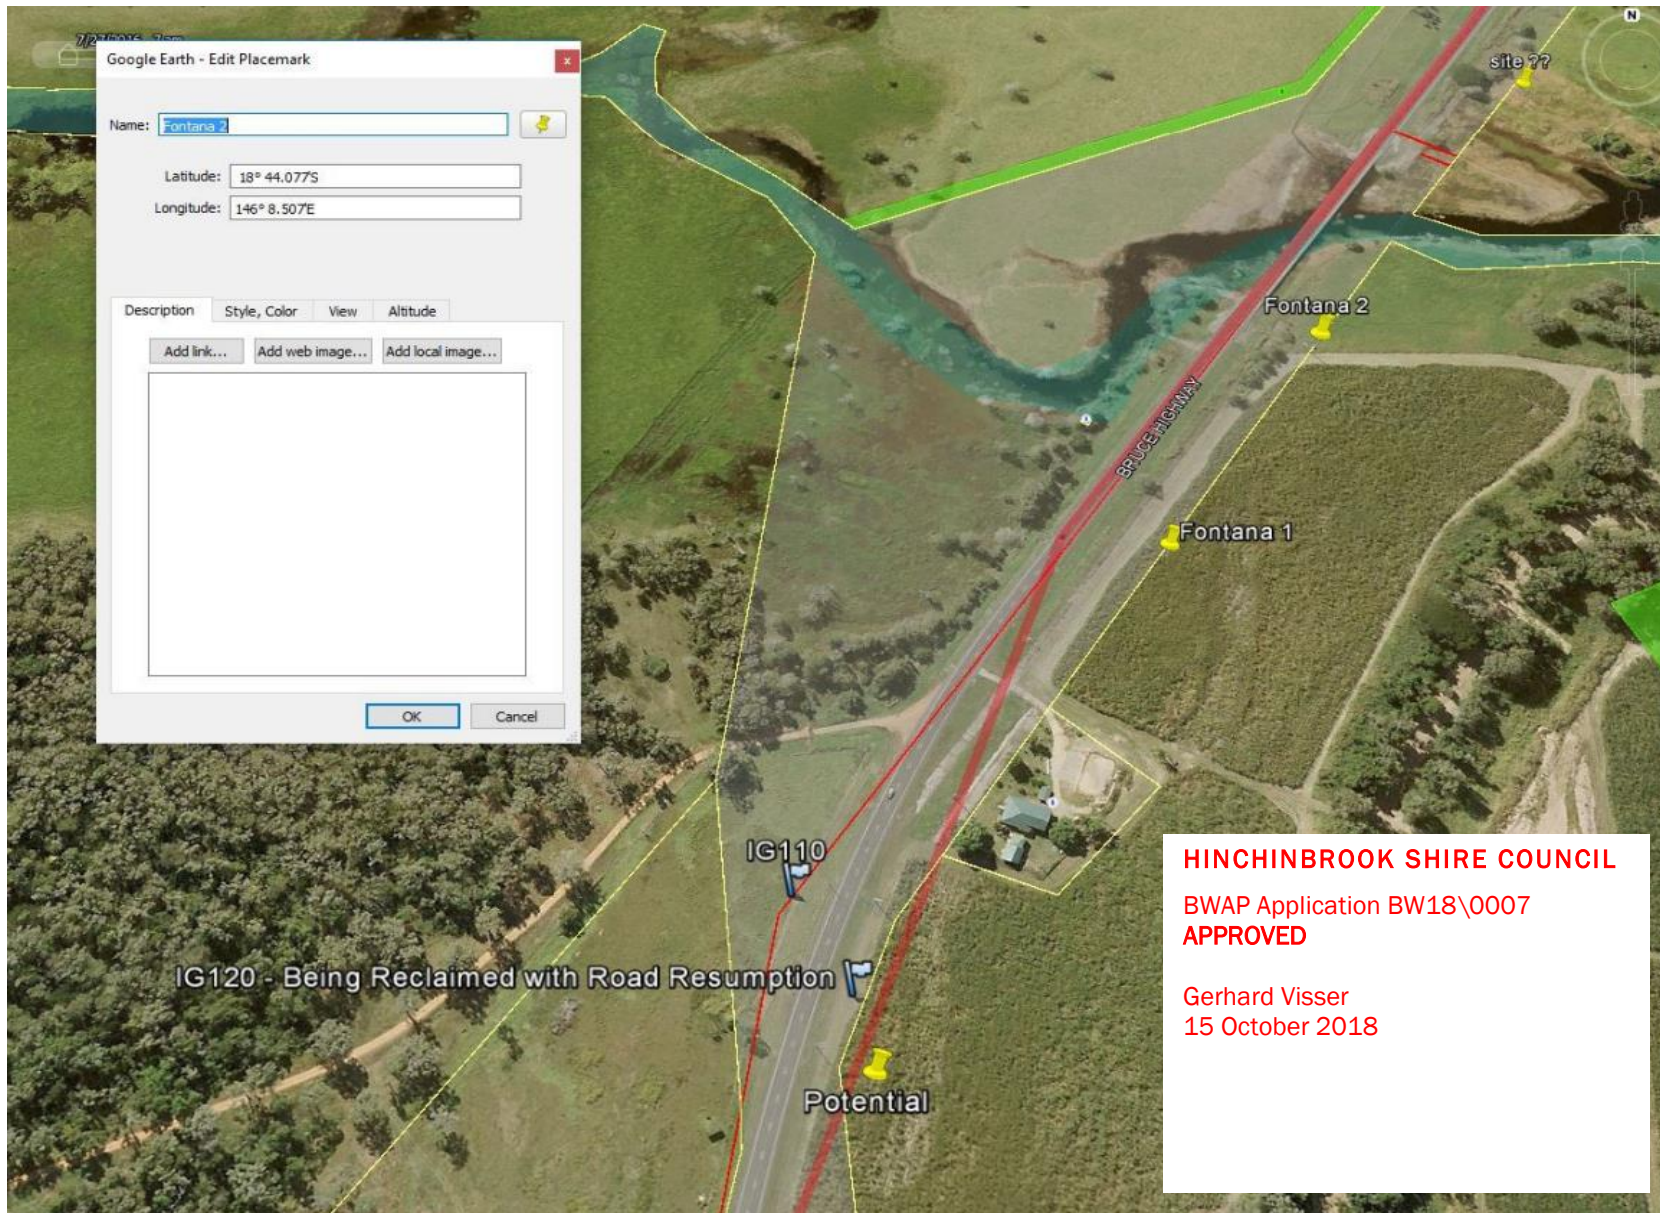 Google Earth - Edit Placemark
x
Name: Fontana 2
Latitude: 18° 44.077'S
Longitude: 146° 8.507'E
Description Style, Color View Altitude
Add link... Add web image... Add local image...
OK Cancel
N
site ??
Fontana 2
BRUCE HIGHWAY
Fontana 1
IG110
IG120 - Being Reclaimed with Road Resumption
Potential
HINCHINBROOK SHIRE COUNCIL
BWAP Application BW18\0007
APPROVED
Gerhard Visser
15 October 2018